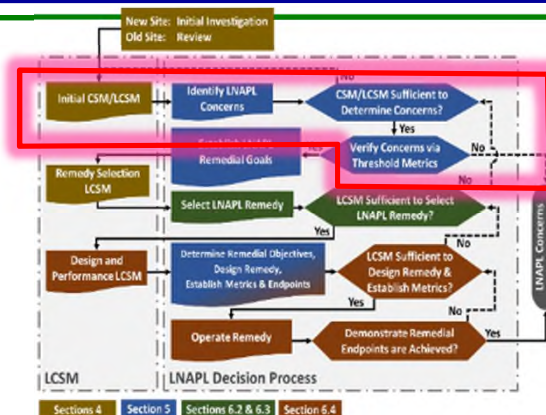 New Site: Initial Investigation
Old Site: Review
No
Initial CSM/LCSM
Identify LNAPL
Concerns
CSM/LCSM Sufficient to
Determine Concerns?
Yes
Verify Concerns via
Threshold Metrics
No
Remedial Goals
Remedy Selection
LCSM
No
Select LNAPL Remedy
LCSM Sufficient to Select
LNAPL Remedy?
Yes
No
Design and
Performance LCSM
Determine Remedial Objectives,
Design Remedy,
Establish Metrics & Endpoints
LCSM Sufficient to
Design Remedy &
Establish Metrics?
Yes
No
Operate Remedy
Demonstrate Remedial
Endpoints are Achieved?
Yes
LNAPL Concerns
LCSM
LNAPL Decision Process
Sections 4
Section 5
Sections 6.2 & 6.3
Section 6.4